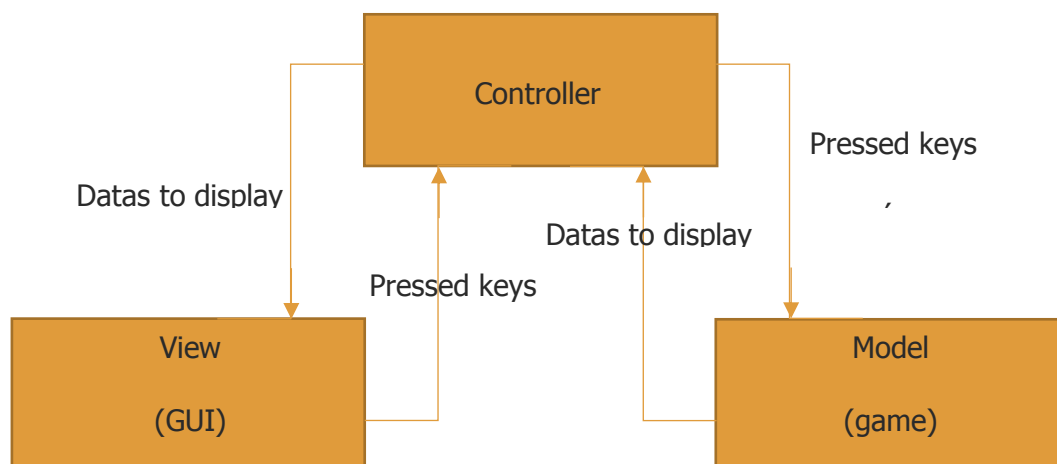 Controller
Pressed keys
Datas to display
Datas to display
Pressed keys
View
(GUI)
Model
(game)